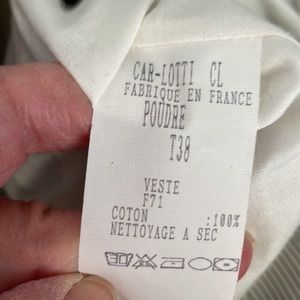 CAR-LOTTI CL
FABRIQUE EN FRANCE
POUDRE
T38
VESTE
F71
COTON :100%
NETTOYAGE A SEC